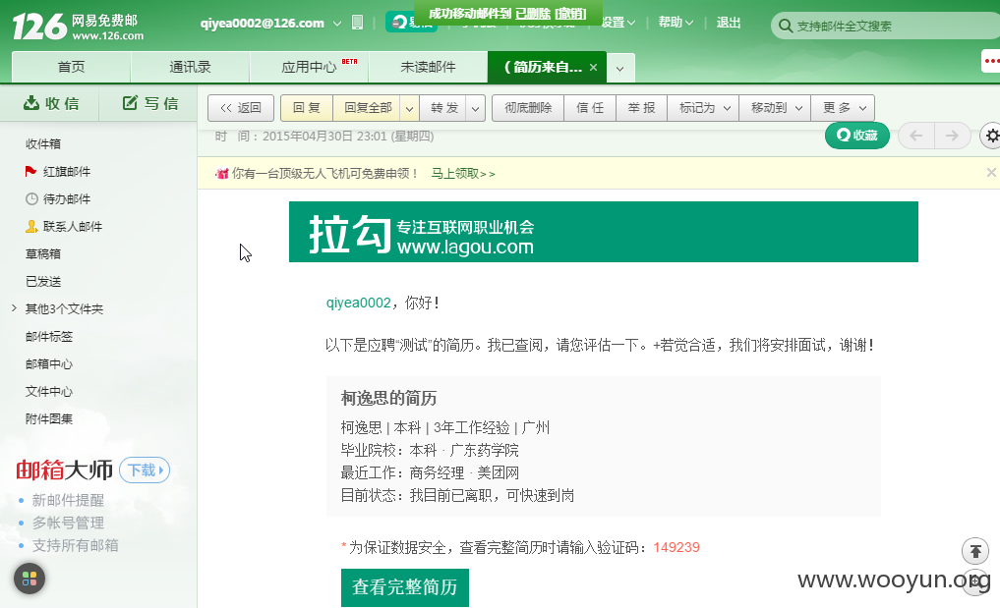 126 网易免费邮
www.126.com
qiyea0002@126.com
成功移动邮件到 已删除 [撤销]
设置
帮助
退出
支持邮件全文搜索
首页
通讯录
应用中心 BETA
未读邮件
(简历来自... ×
收 信
写 信
<< 返回
回 复
回复全部
转 发
彻底删除
信 任
举 报
标记为
移动到
更 多
时 间：2015年04月30日 23:01 (星期四)
收藏
你有一台顶级无人飞机可免费申领！ 马上领取>>
收件箱
红旗邮件
待办邮件
联系人邮件
草稿箱
已发送
其他3个文件夹
邮件标签
邮箱中心
文件中心
附件图集
邮箱大师 下载
新邮件提醒
多帐号管理
支持所有邮箱
拉勾 专注互联网职业机会
www.lagou.com
qiyea0002，你好！
以下是应聘“测试”的简历。我已查阅，请您评估一下。+若觉合适，我们将安排面试，谢谢！
柯逸思的简历
柯逸思 | 本科 | 3年工作经验 | 广州
毕业院校：本科 · 广东药学院
最近工作：商务经理 · 美团网
目前状态：我目前已离职，可快速到岗
* 为保证数据安全，查看完整简历时请输入验证码：149239
查看完整简历
www.wooyun.org